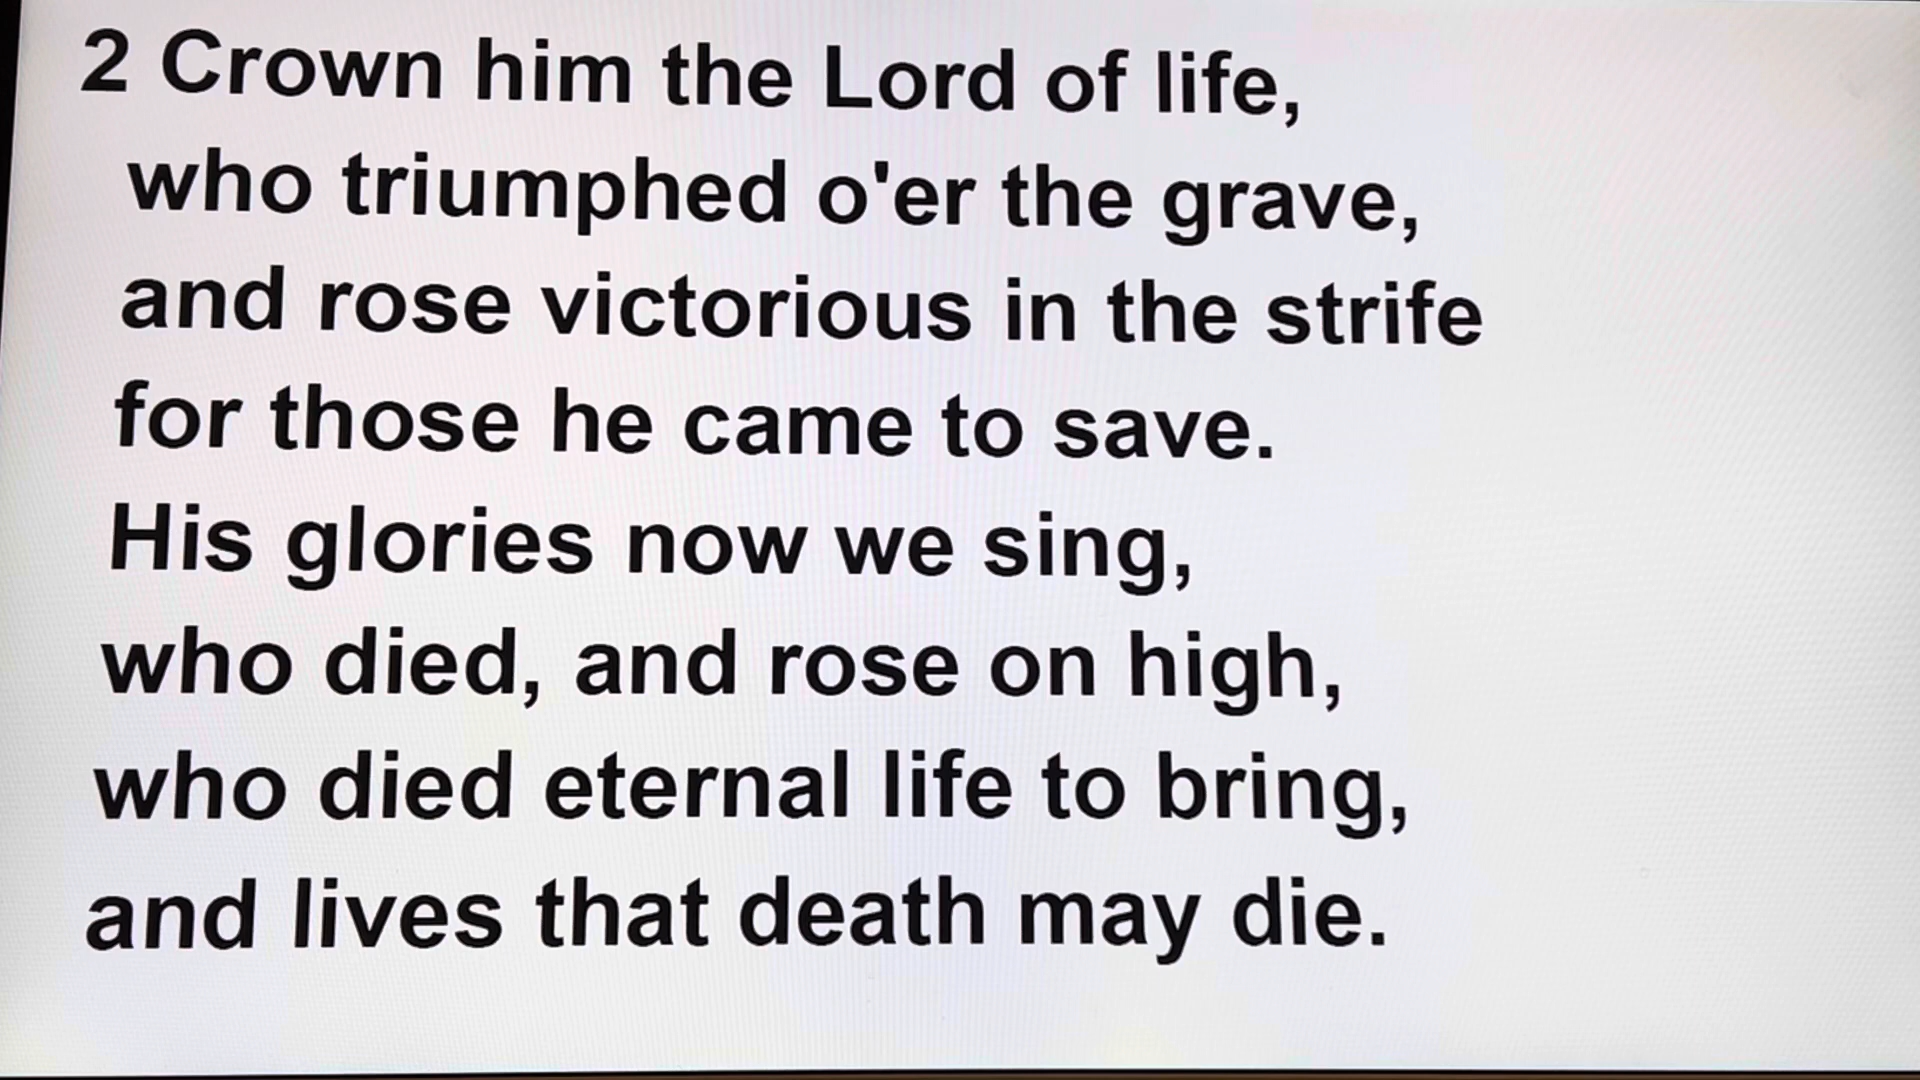 2 Crown him the Lord of life,
who triumphed o'er the grave,
and rose victorious in the strife
for those he came to save.
His glories now we sing,
who died, and rose on high,
who died eternal life to bring,
and lives that death may die.